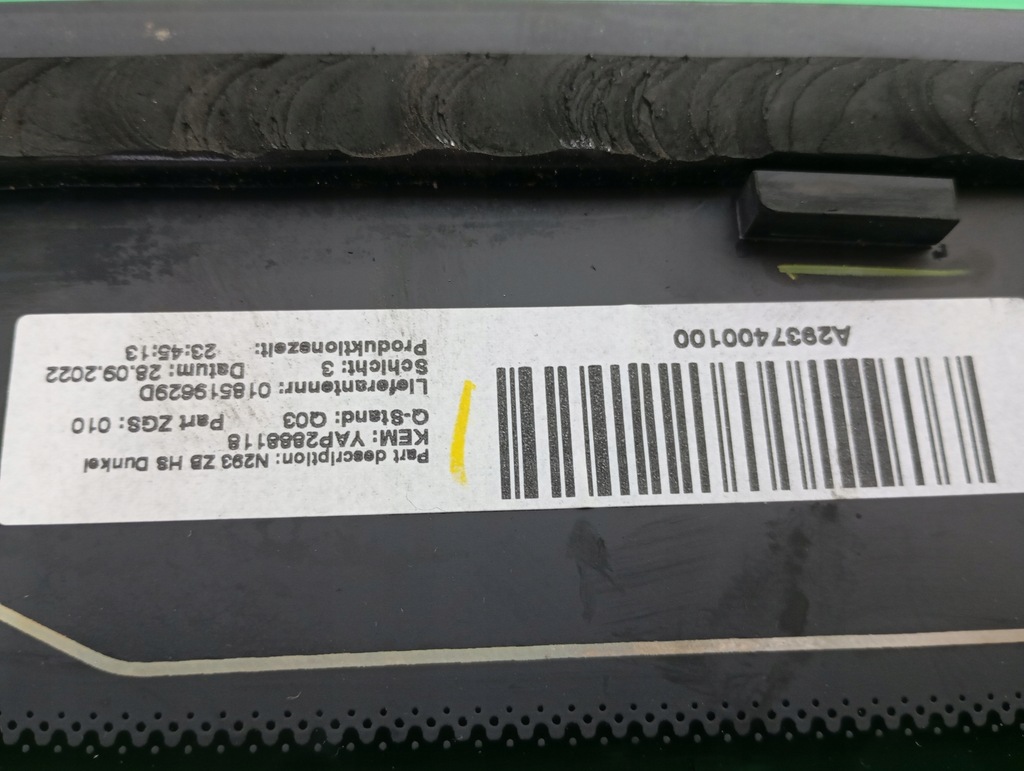 A2937400100
Part description: N293 ZB HS Dunkel
KEM: YAP2888118
Q-Stand: Q03 Part ZGS: 010
Lieferantennr: 018519629D
Schicht: 3 Datum: 28.09.2022
Produktionszeit: 23:45:13